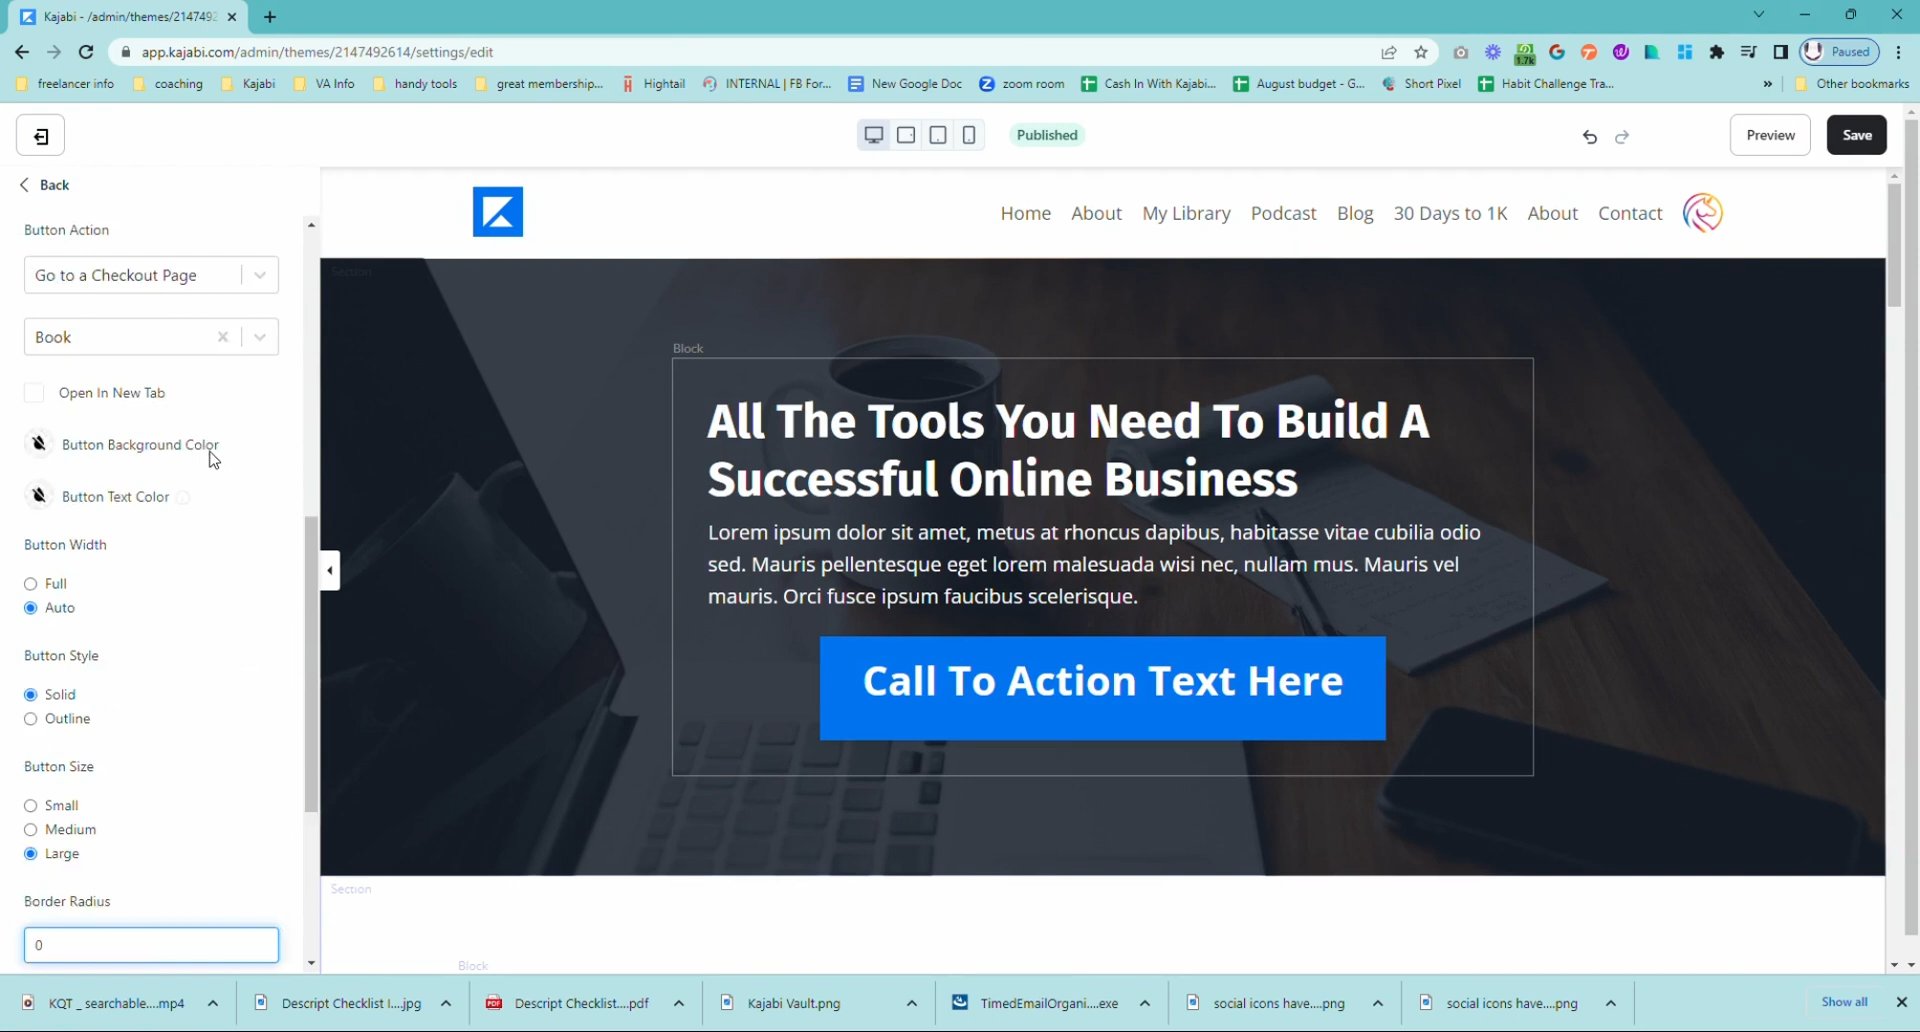 Kajabi - /admin/themes/2147492
app.kajabi.com/admin/themes/2147492614/settings/edit
1.7k
Paused
freelancer info
coaching
Kajabi
VA Info
handy tools
great membership...
Hightail
INTERNAL | FB For...
New Google Doc
zoom room
Cash In With Kajabi...
August budget - G...
Short Pixel
Habit Challenge Tra...
»
Other bookmarks
Published
Preview
Save
Back
Button Action
Go to a Checkout Page
Book
Open In New Tab
Button Background Color
Button Text Color
Button Width
Full
Auto
Button Style
Solid
Outline
Button Size
Small
Medium
Large
Border Radius
0
Home
About
My Library
Podcast
Blog
30 Days to 1K
About
Contact
Section
Block
All The Tools You Need To Build A
Successful Online Business
Lorem ipsum dolor sit amet, metus at rhoncus dapibus, habitasse vitae cubilia odio
sed. Mauris pellentesque eget lorem malesuada wisi nec, nullam mus. Mauris vel
mauris. Orci fusce ipsum faucibus scelerisque.
Call To Action Text Here
Section
Block
KQT _ searchable....mp4
Descript Checklist I....jpg
PDF
Descript Checklist....pdf
Kajabi Vault.png
TimedEmailOrgani....exe
social icons have....png
social icons have....png
Show all